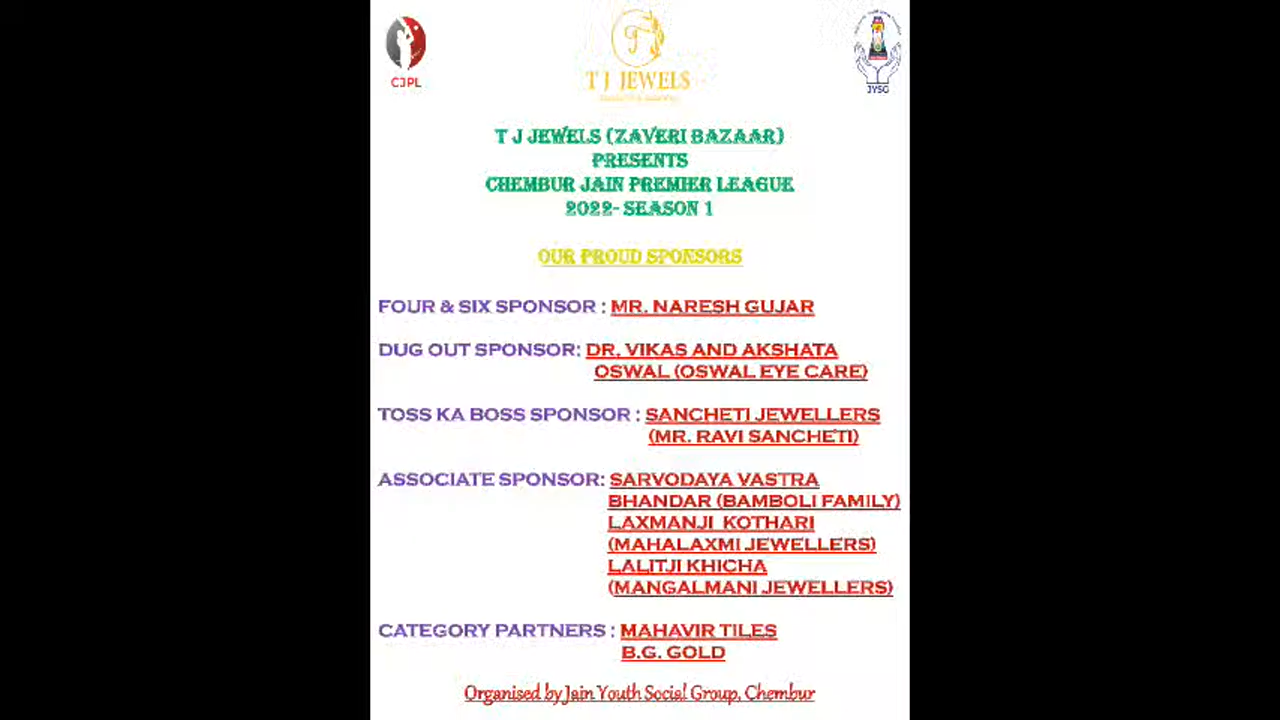 CJPL
TJ
T J JEWELS
JYSG
T J JEWELS (ZAVERI BAZAAR)
PRESENTS
CHEMBUR JAIN PREMIER LEAGUE
2022- SEASON 1
OUR PROUD SPONSORS
FOUR & SIX SPONSOR : MR. NARESH GUJAR
DUG OUT SPONSOR: DR. VIKAS AND AKSHATA
OSWAL (OSWAL EYE CARE)
TOSS KA BOSS SPONSOR : SANCHETI JEWELLERS
(MR. RAVI SANCHETI)
ASSOCIATE SPONSOR: SARVODAYA VASTRA
BHANDAR (BAMBOLI FAMILY)
LAXMANJI KOTHARI
(MAHALAXMI JEWELLERS)
LALITJI KHICHA
(MANGALMANI JEWELLERS)
CATEGORY PARTNERS : MAHAVIR TILES
B.G. GOLD
Organised by Jain Youth Social Group, Chembur